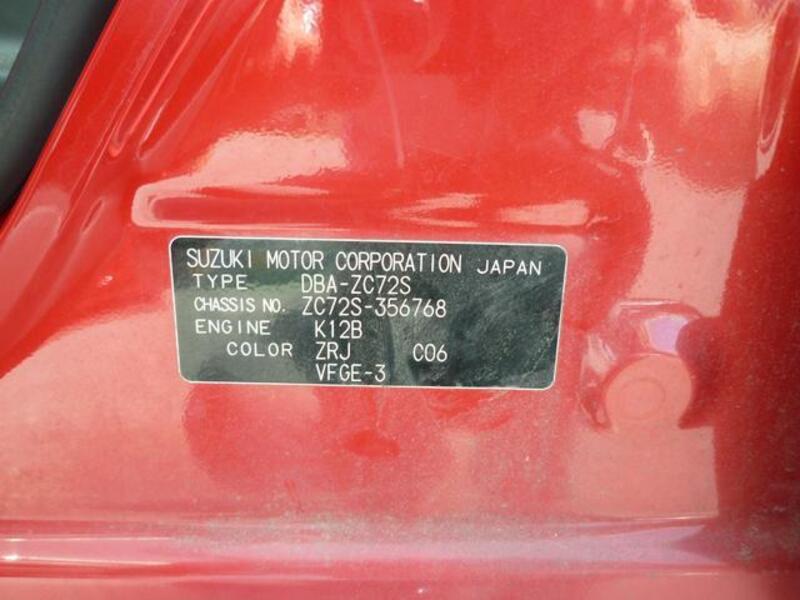 SUZUKI MOTOR CORPORATION JAPAN
TYPE DBA-ZC72S
CHASSIS NO. ZC72S-356768
ENGINE K12B
COLOR ZRJ C06
VFGE-3